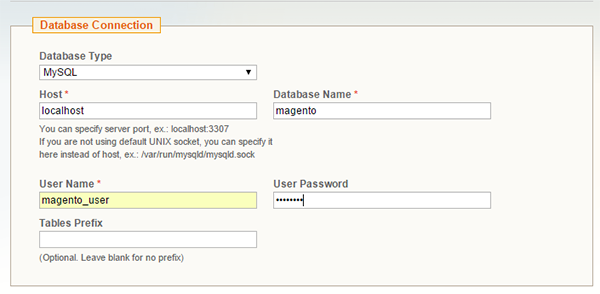 Database Connection
Database Type
MySQL
Host * Database Name *
localhost magento
You can specify server port, ex.: localhost:3307
If you are not using default UNIX socket, you can specify it
here instead of host, ex.: /var/run/mysqld/mysqld.sock
User Name * User Password
magento_user ••••••••
Tables Prefix
(Optional. Leave blank for no prefix)